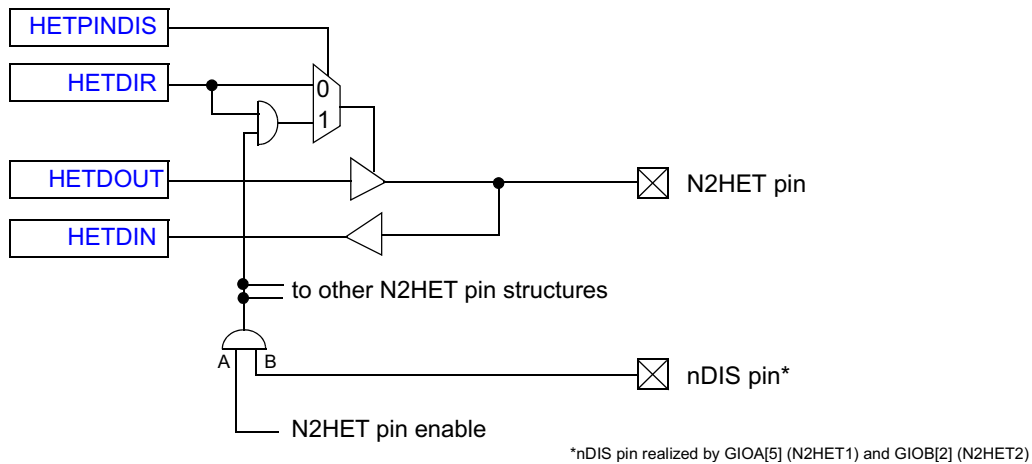 HETPINDIS
HETDIR
0
1
HETDOUT
N2HET pin
HETDIN
to other N2HET pin structures
A B
nDIS pin*
N2HET pin enable
*nDIS pin realized by GIOA[5] (N2HET1) and GIOB[2] (N2HET2)